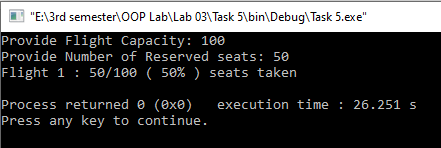 "E:\3rd semester\OOP Lab\Lab 03\Task 5\bin\Debug\Task 5.exe"
Provide Flight Capacity: 100
Provide Number of Reserved seats: 50
Flight 1 : 50/100 ( 50% ) seats taken
Process returned 0 (0x0)   execution time : 26.251 s
Press any key to continue.